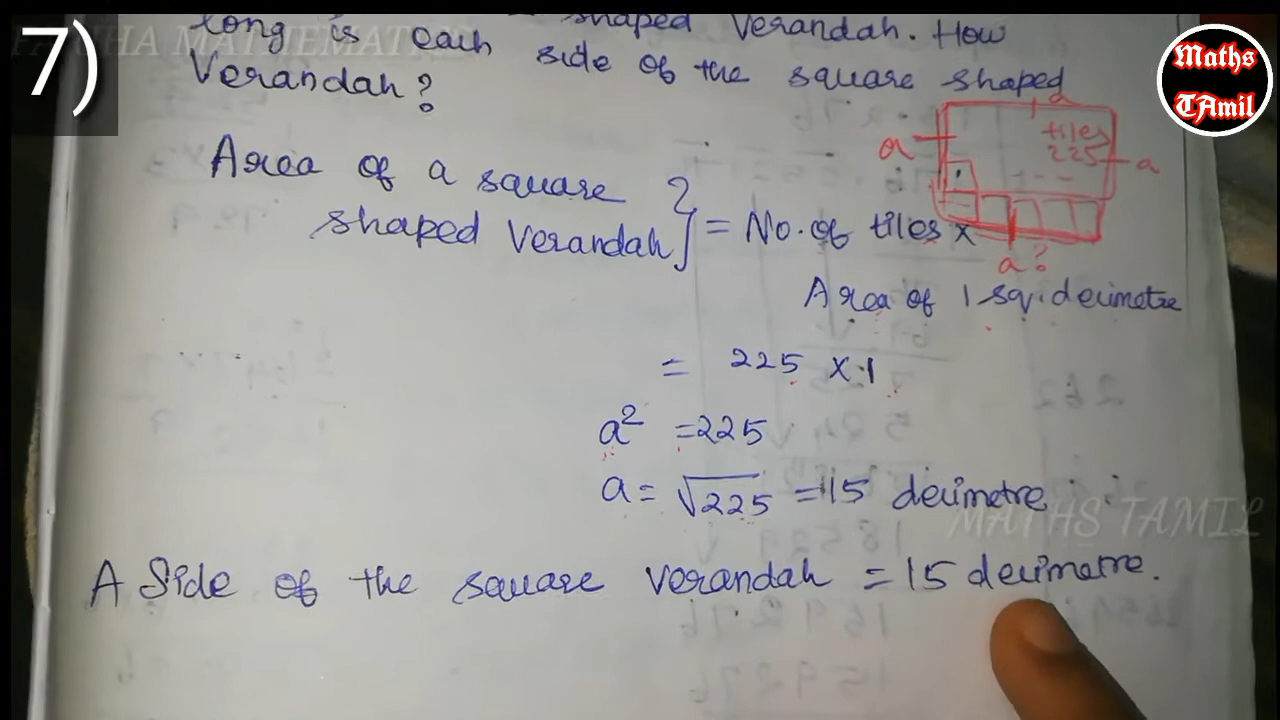 7)
shaped Verandah. How
long is each side of the square shaped
Verandah?
Maths
TAmil
a
a
tiles
225
a
a?
Area of a square
shaped Verandah } = No. of tiles x
Area of 1 sq. decimetre
= 225 x 1
a² = 225
a = √225 = 15 decimetre
MATHS TAMIL
A Side of the square verandah = 15 decimetre.